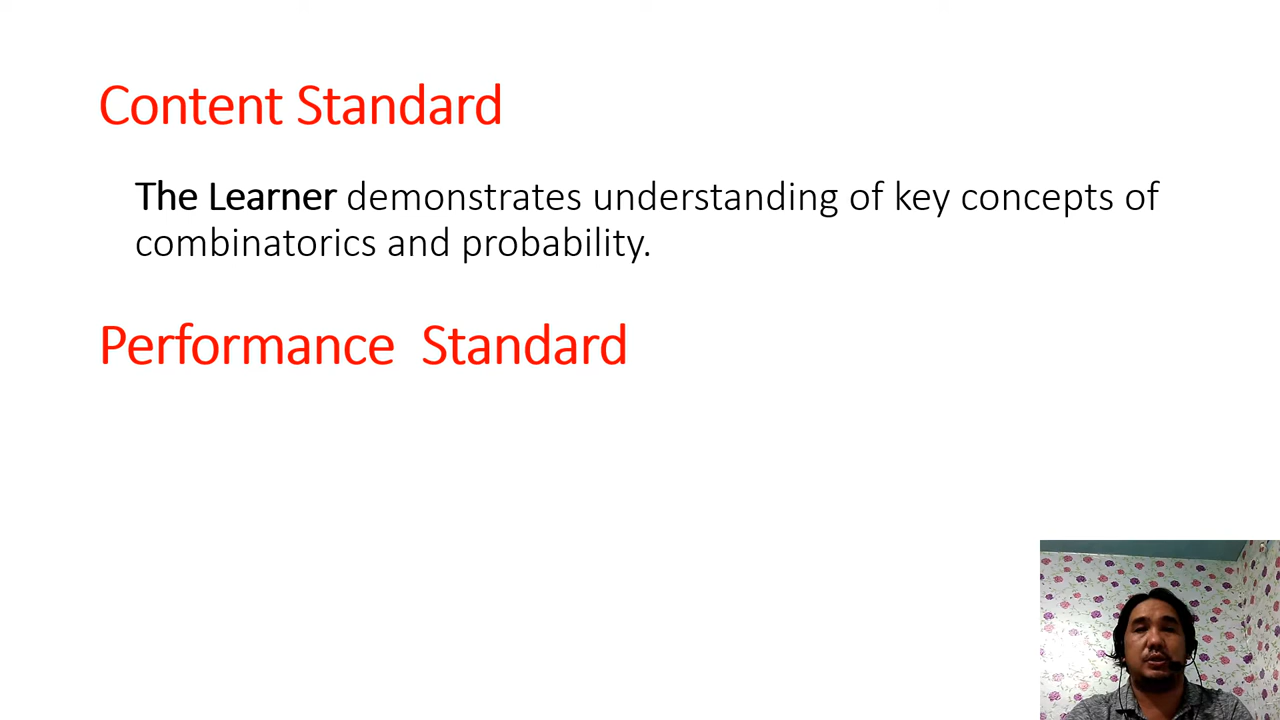 Content Standard
The Learner demonstrates understanding of key concepts of
combinatorics and probability.
Performance  Standard